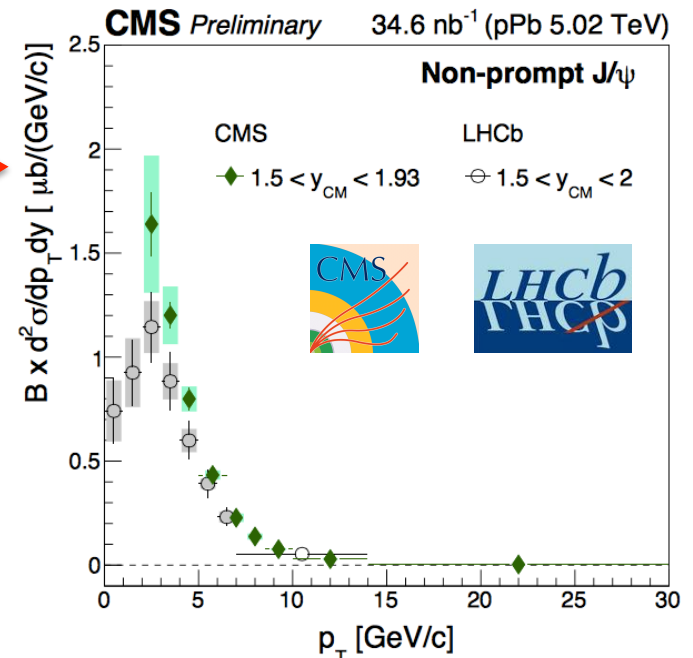 CMS Preliminary 34.6 nb⁻¹ (pPb 5.02 TeV)
Non-prompt J/ψ
CMS LHCb
1.5 < y_CM < 1.93 1.5 < y_CM < 2
CMS LHCb
LHCb
B x d²σ/dp_T dy [ μb/(GeV/c)]
2.5
2
1.5
1
0.5
0
0 5 10 15 20 25 30
p_T [GeV/c]